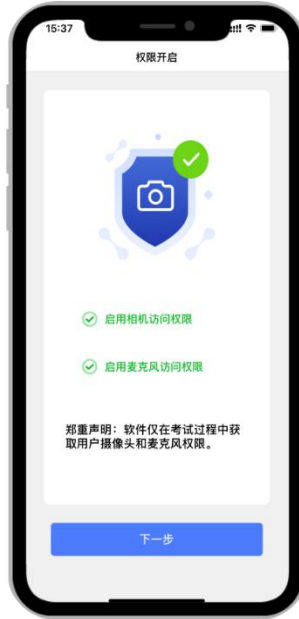 15:37
权限开启
启用相机访问权限
启用麦克风访问权限
郑重声明：软件仅在考试过程中获
取用户摄像头和麦克风权限。
下一步